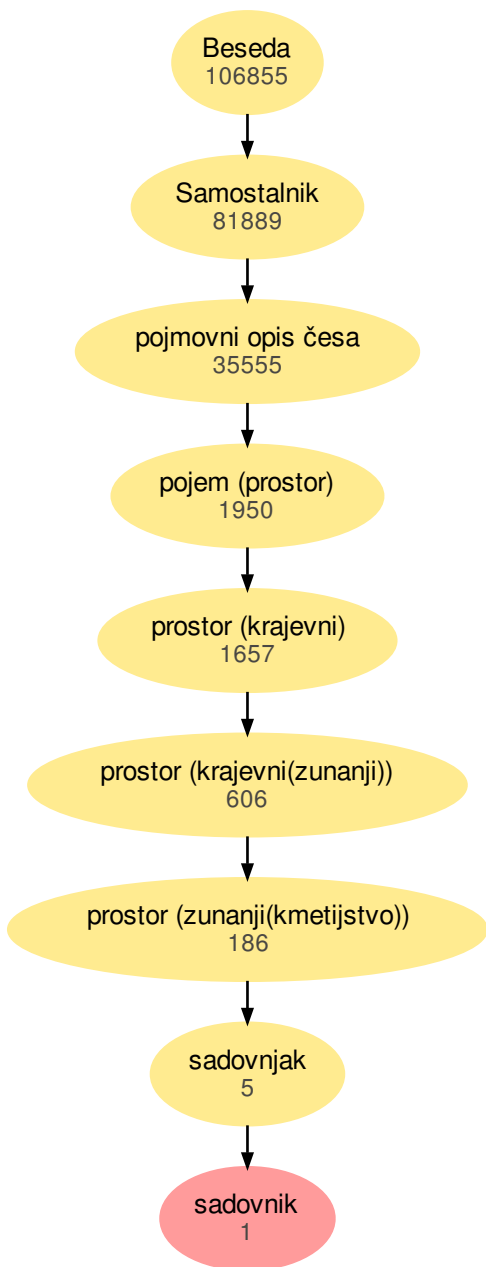 Beseda
106855
Samostalnik
81889
pojmovni opis česa
35555
pojem (prostor)
1950
prostor (krajevni)
1657
prostor (krajevni(zunanji))
606
prostor (zunanji(kmetijstvo))
186
sadovnjak
5
sadovnik
1